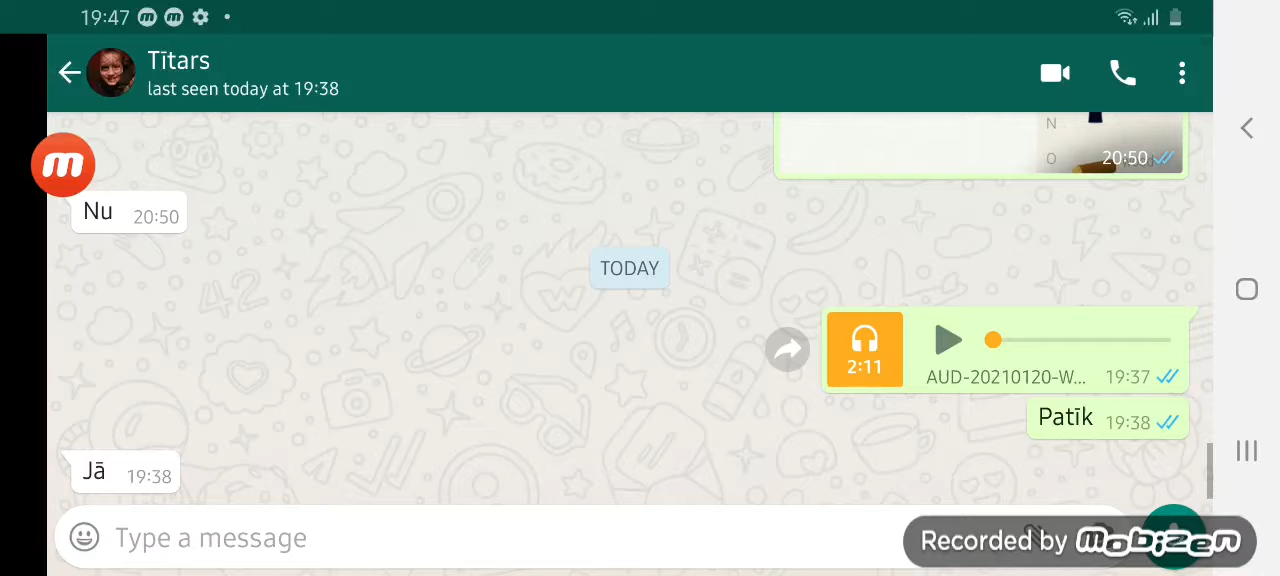 19:47
Tītars
last seen today at 19:38
N
O
20:50
Nu 20:50
TODAY
2:11
AUD-20210120-W... 19:37
Patīk 19:38
Jā 19:38
Type a message
Recorded by Mobizen